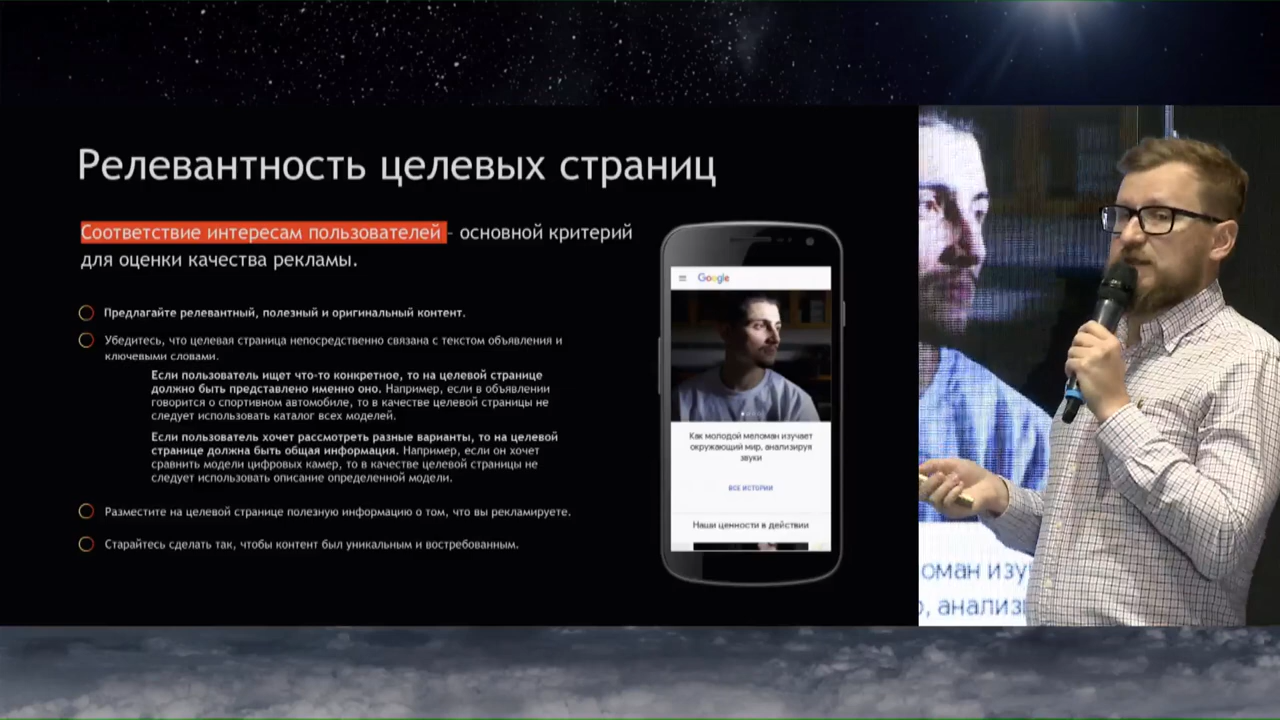 Релевантность целевых страниц
Соответствие интересам пользователей – основной критерий
для оценки качества рекламы.
Предлагайте релевантный, полезный и оригинальный контент.
Убедитесь, что целевая страница непосредственно связана с текстом объявления и
ключевыми словами.
Если пользователь ищет что-то конкретное, то на целевой странице
должно быть представлено именно оно. Например, если в объявлении
говорится о спортивном автомобиле, то в качестве целевой страницы не
следует использовать каталог всех моделей.
Если пользователь хочет рассмотреть разные варианты, то на целевой
странице должна быть общая информация. Например, если он хочет
сравнить модели цифровых камер, то в качестве целевой страницы не
следует использовать описание определенной модели.
Разместите на целевой странице полезную информацию о том, что вы рекламируете.
Старайтесь сделать так, чтобы контент был уникальным и востребованным.
Google
Как молодой меломан изучает
окружающий мир, анализируя
звуки
ВСЕ ИСТОРИИ
Наши ценности в действии
оман изу
, анализ